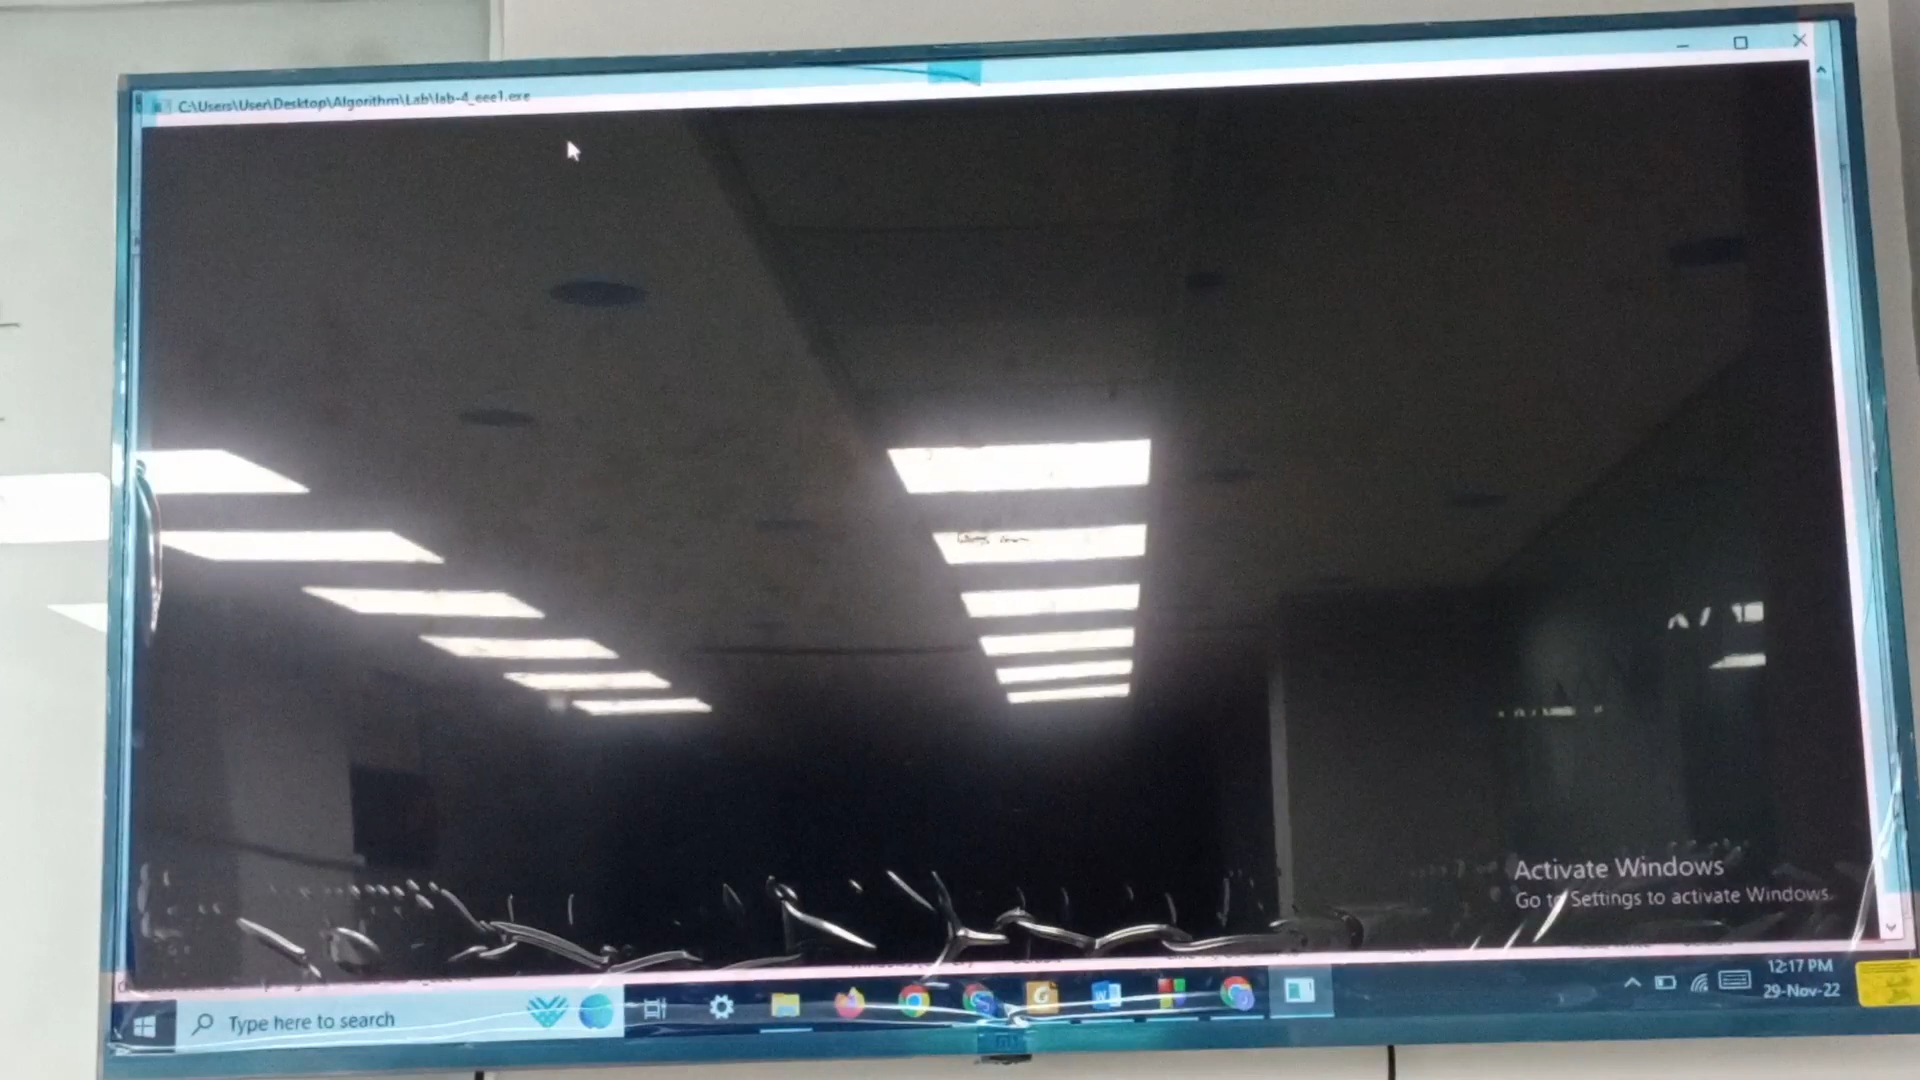 C:\Users\User\Desktop\Algorithm\Lab\lab-4_eee1.exe
Activate Windows
Go to Settings to activate Windows.
Type here to search
12:17 PM
29-Nov-22